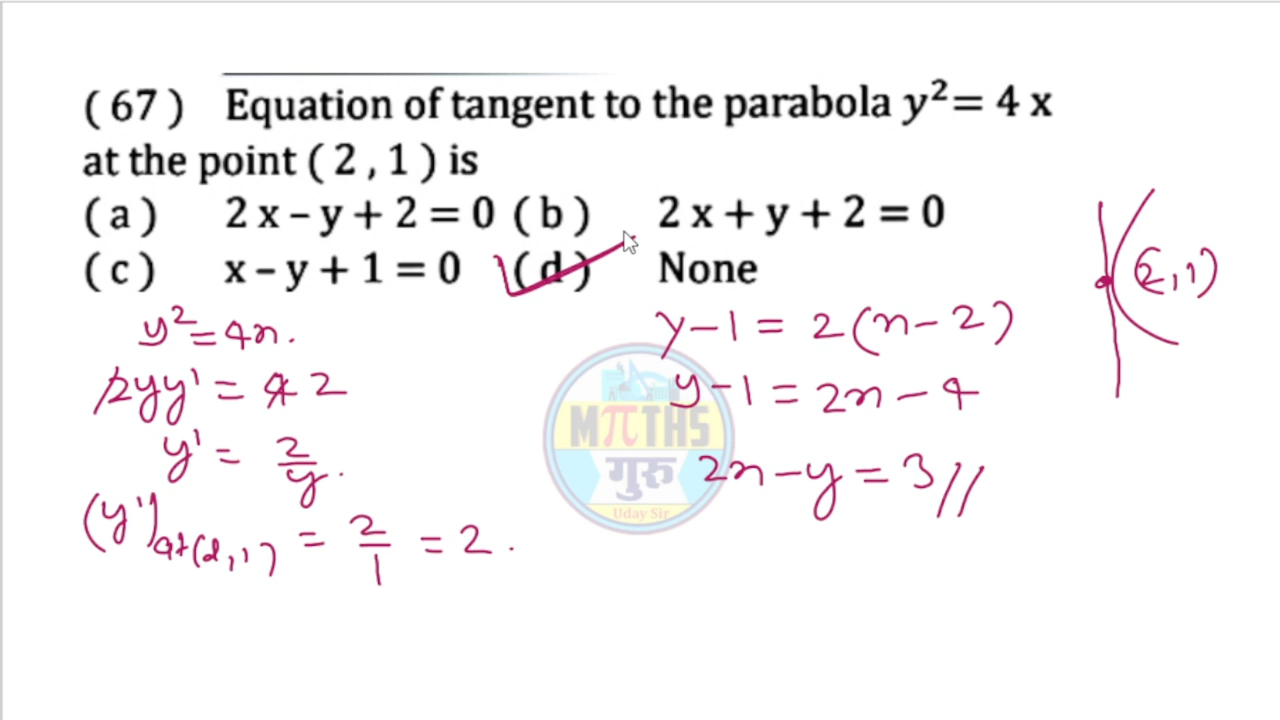 (67) Equation of tangent to the parabola y² = 4 x
at the point ( 2 , 1 ) is
(a) 2 x – y + 2 = 0 (b) 2 x + y + 2 = 0
(c) x – y + 1 = 0 (d) None
y² = 4x.
2yy' = 4 2
y' = 2/y.
(y')at(2,1) = 2/1 = 2.
y-1 = 2(x-2)
y-1 = 2x-4
2x-y = 3//
(2,1)
MπTHS
गुरु
Uday Sir